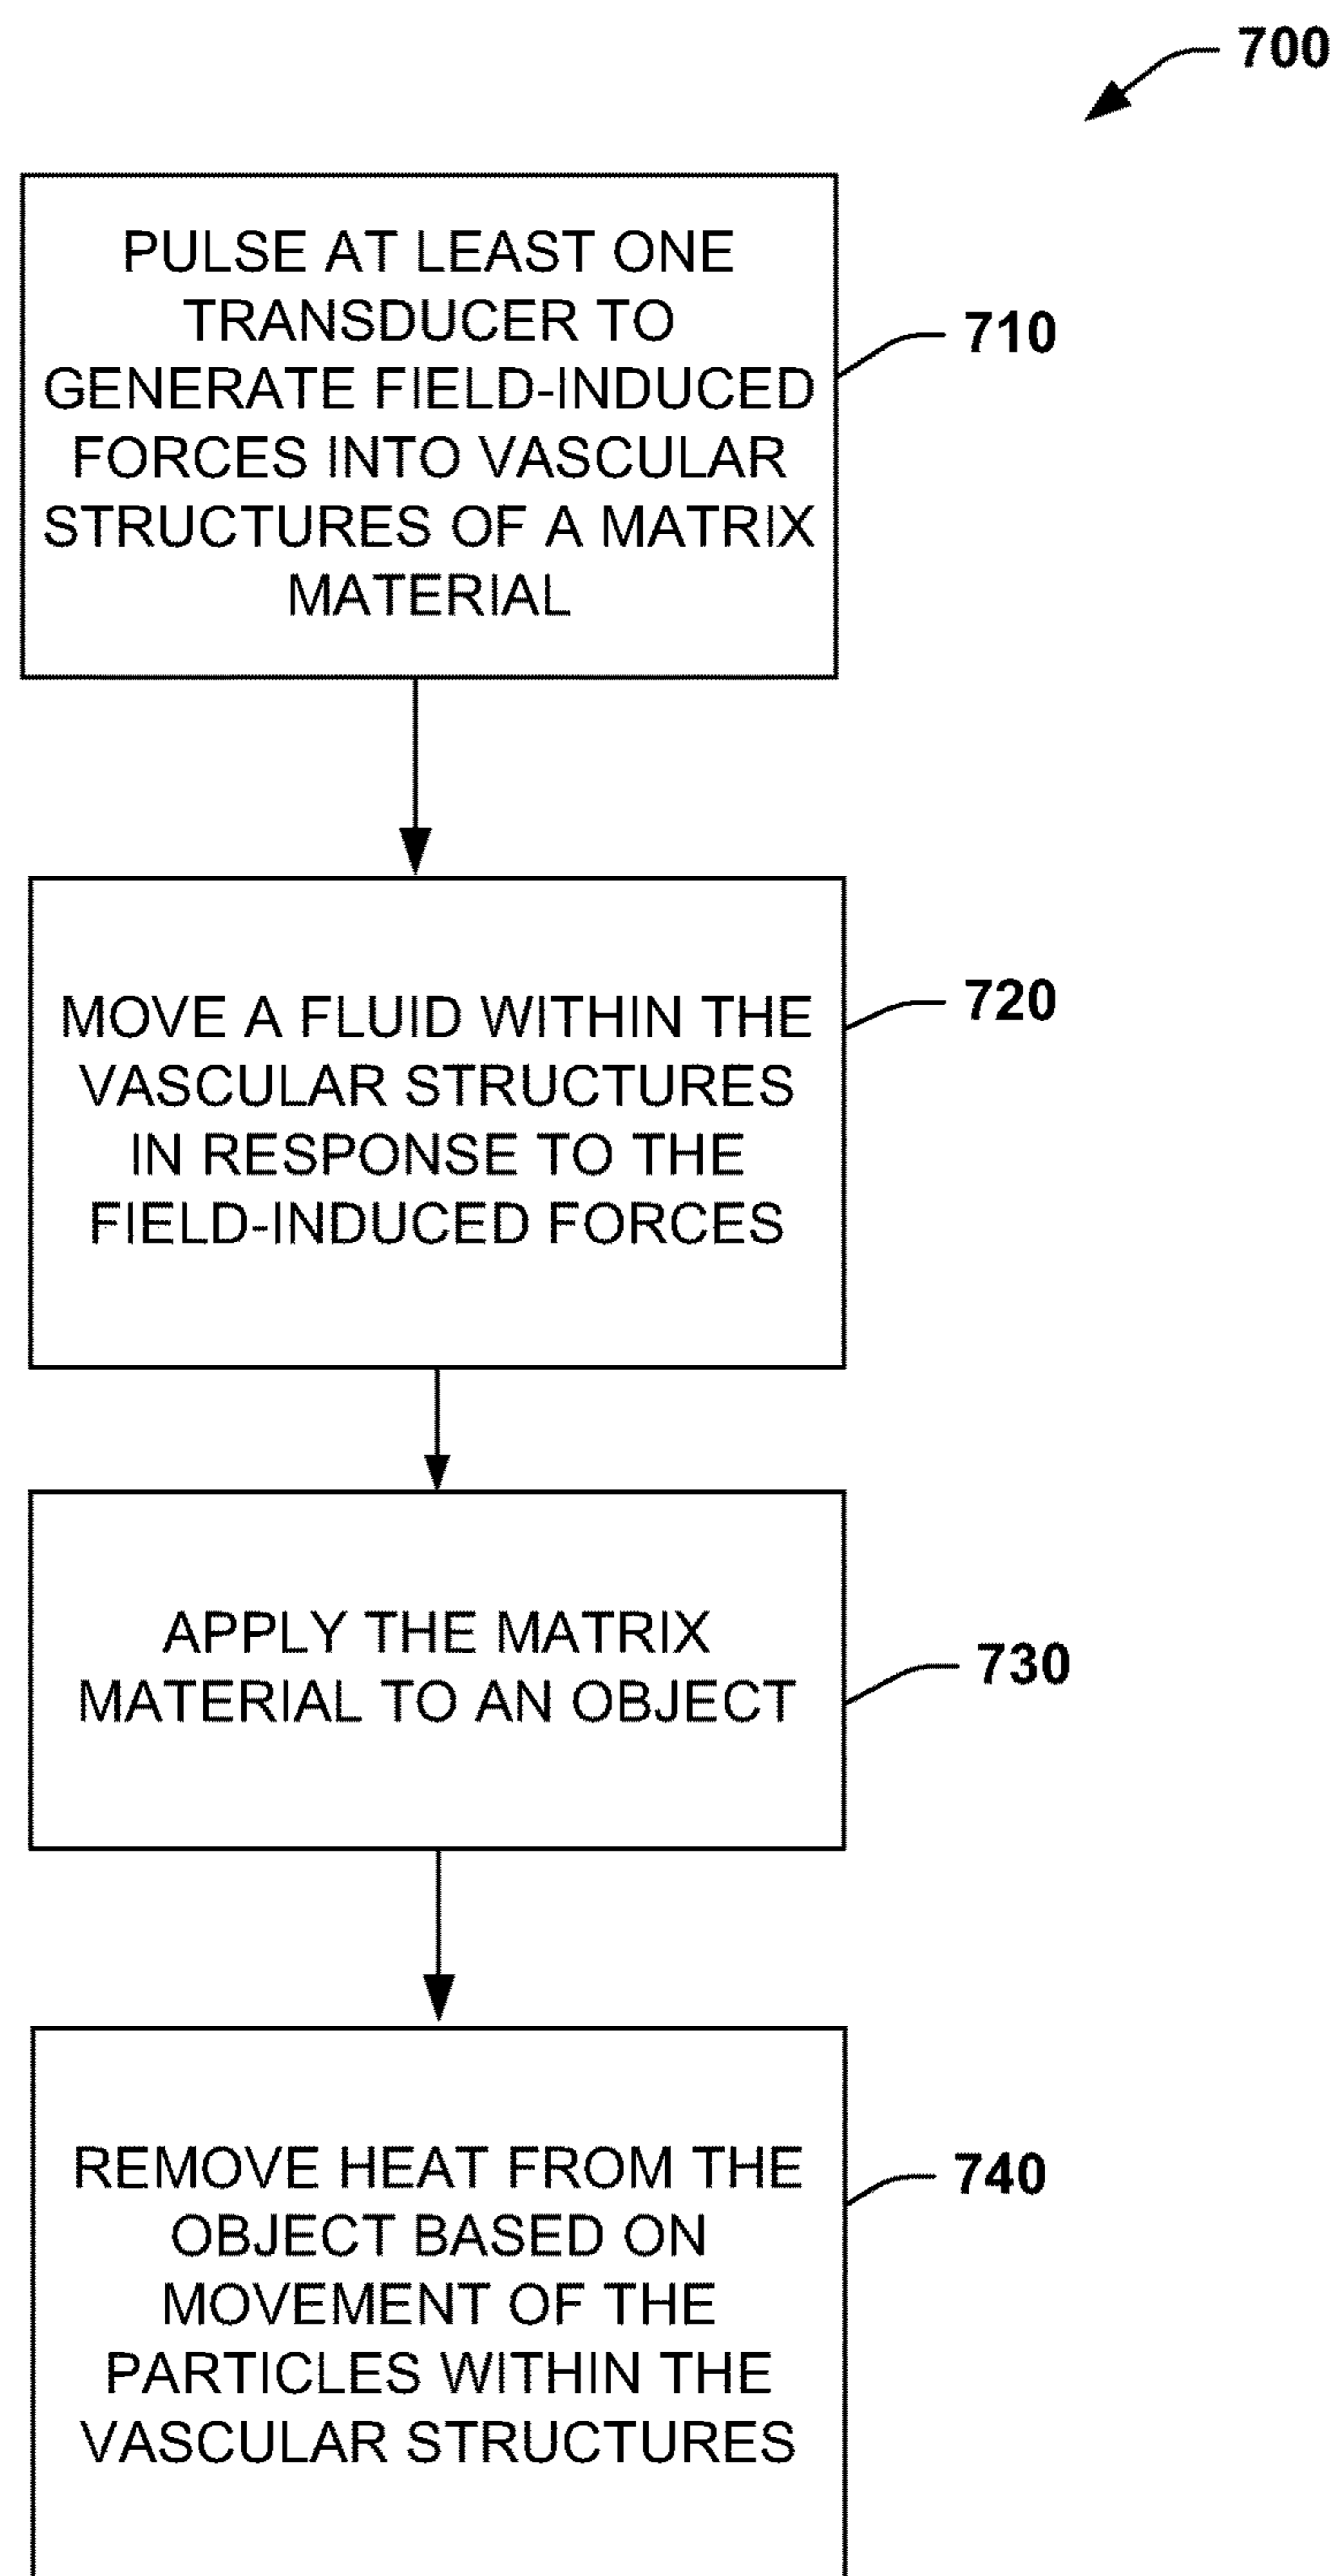 700
PULSE AT LEAST ONE
TRANSDUCER TO
GENERATE FIELD-INDUCED
FORCES INTO VASCULAR
STRUCTURES OF A MATRIX
MATERIAL
710
MOVE A FLUID WITHIN THE
VASCULAR STRUCTURES
IN RESPONSE TO THE
FIELD-INDUCED FORCES
720
APPLY THE MATRIX
MATERIAL TO AN OBJECT
730
REMOVE HEAT FROM THE
OBJECT BASED ON
MOVEMENT OF THE
PARTICLES WITHIN THE
VASCULAR STRUCTURES
740